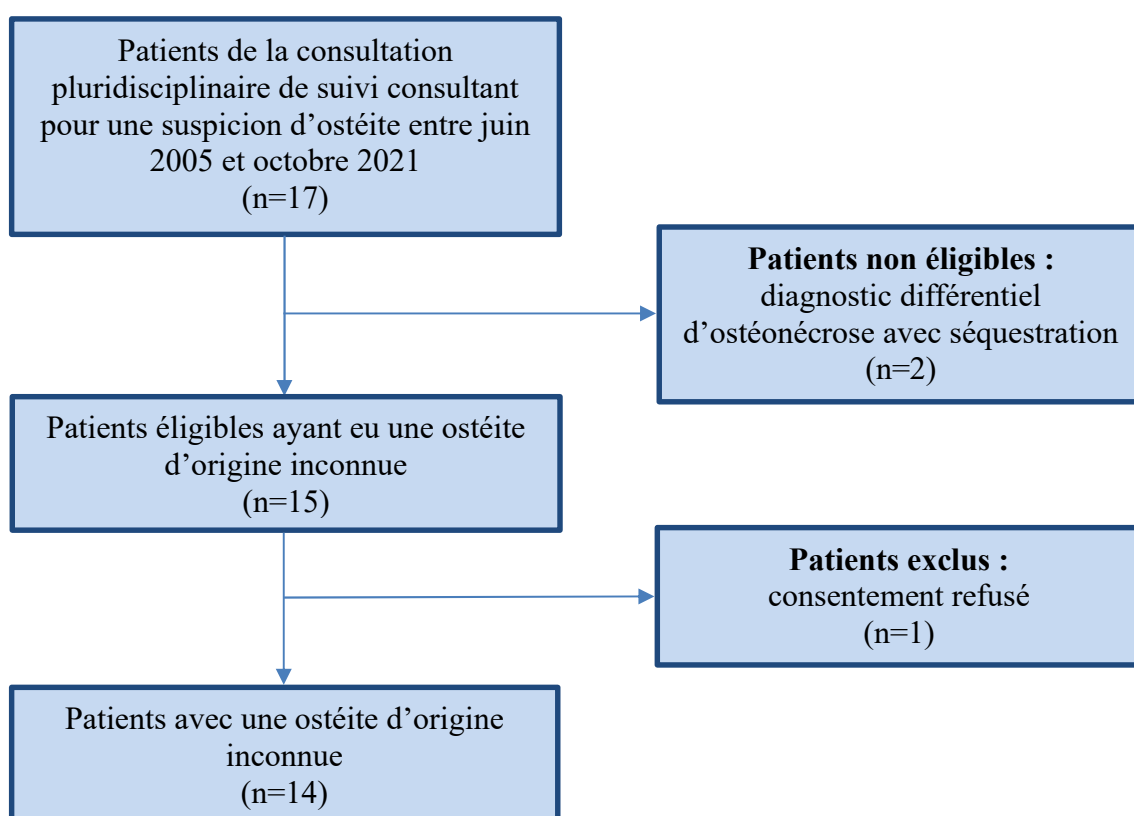 Patients de la consultation
pluridisciplinaire de suivi consultant
pour une suspicion d’ostéite entre juin
2005 et octobre 2021
(n=17)
Patients non éligibles :
diagnostic différentiel
d’ostéonécrose avec séquestration
(n=2)
Patients éligibles ayant eu une ostéite
d’origine inconnue
(n=15)
Patients exclus :
consentement refusé
(n=1)
Patients avec une ostéite d’origine
inconnue
(n=14)